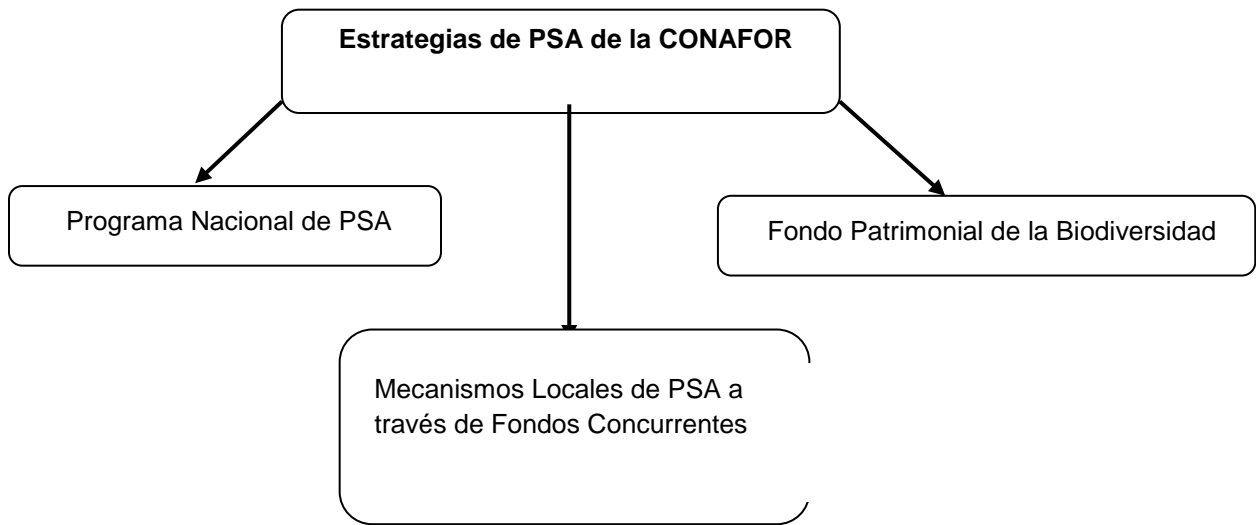 Estrategias de PSA de la CONAFOR
Programa Nacional de PSA
Fondo Patrimonial de la Biodiversidad
Mecanismos Locales de PSA a
través de Fondos Concurrentes